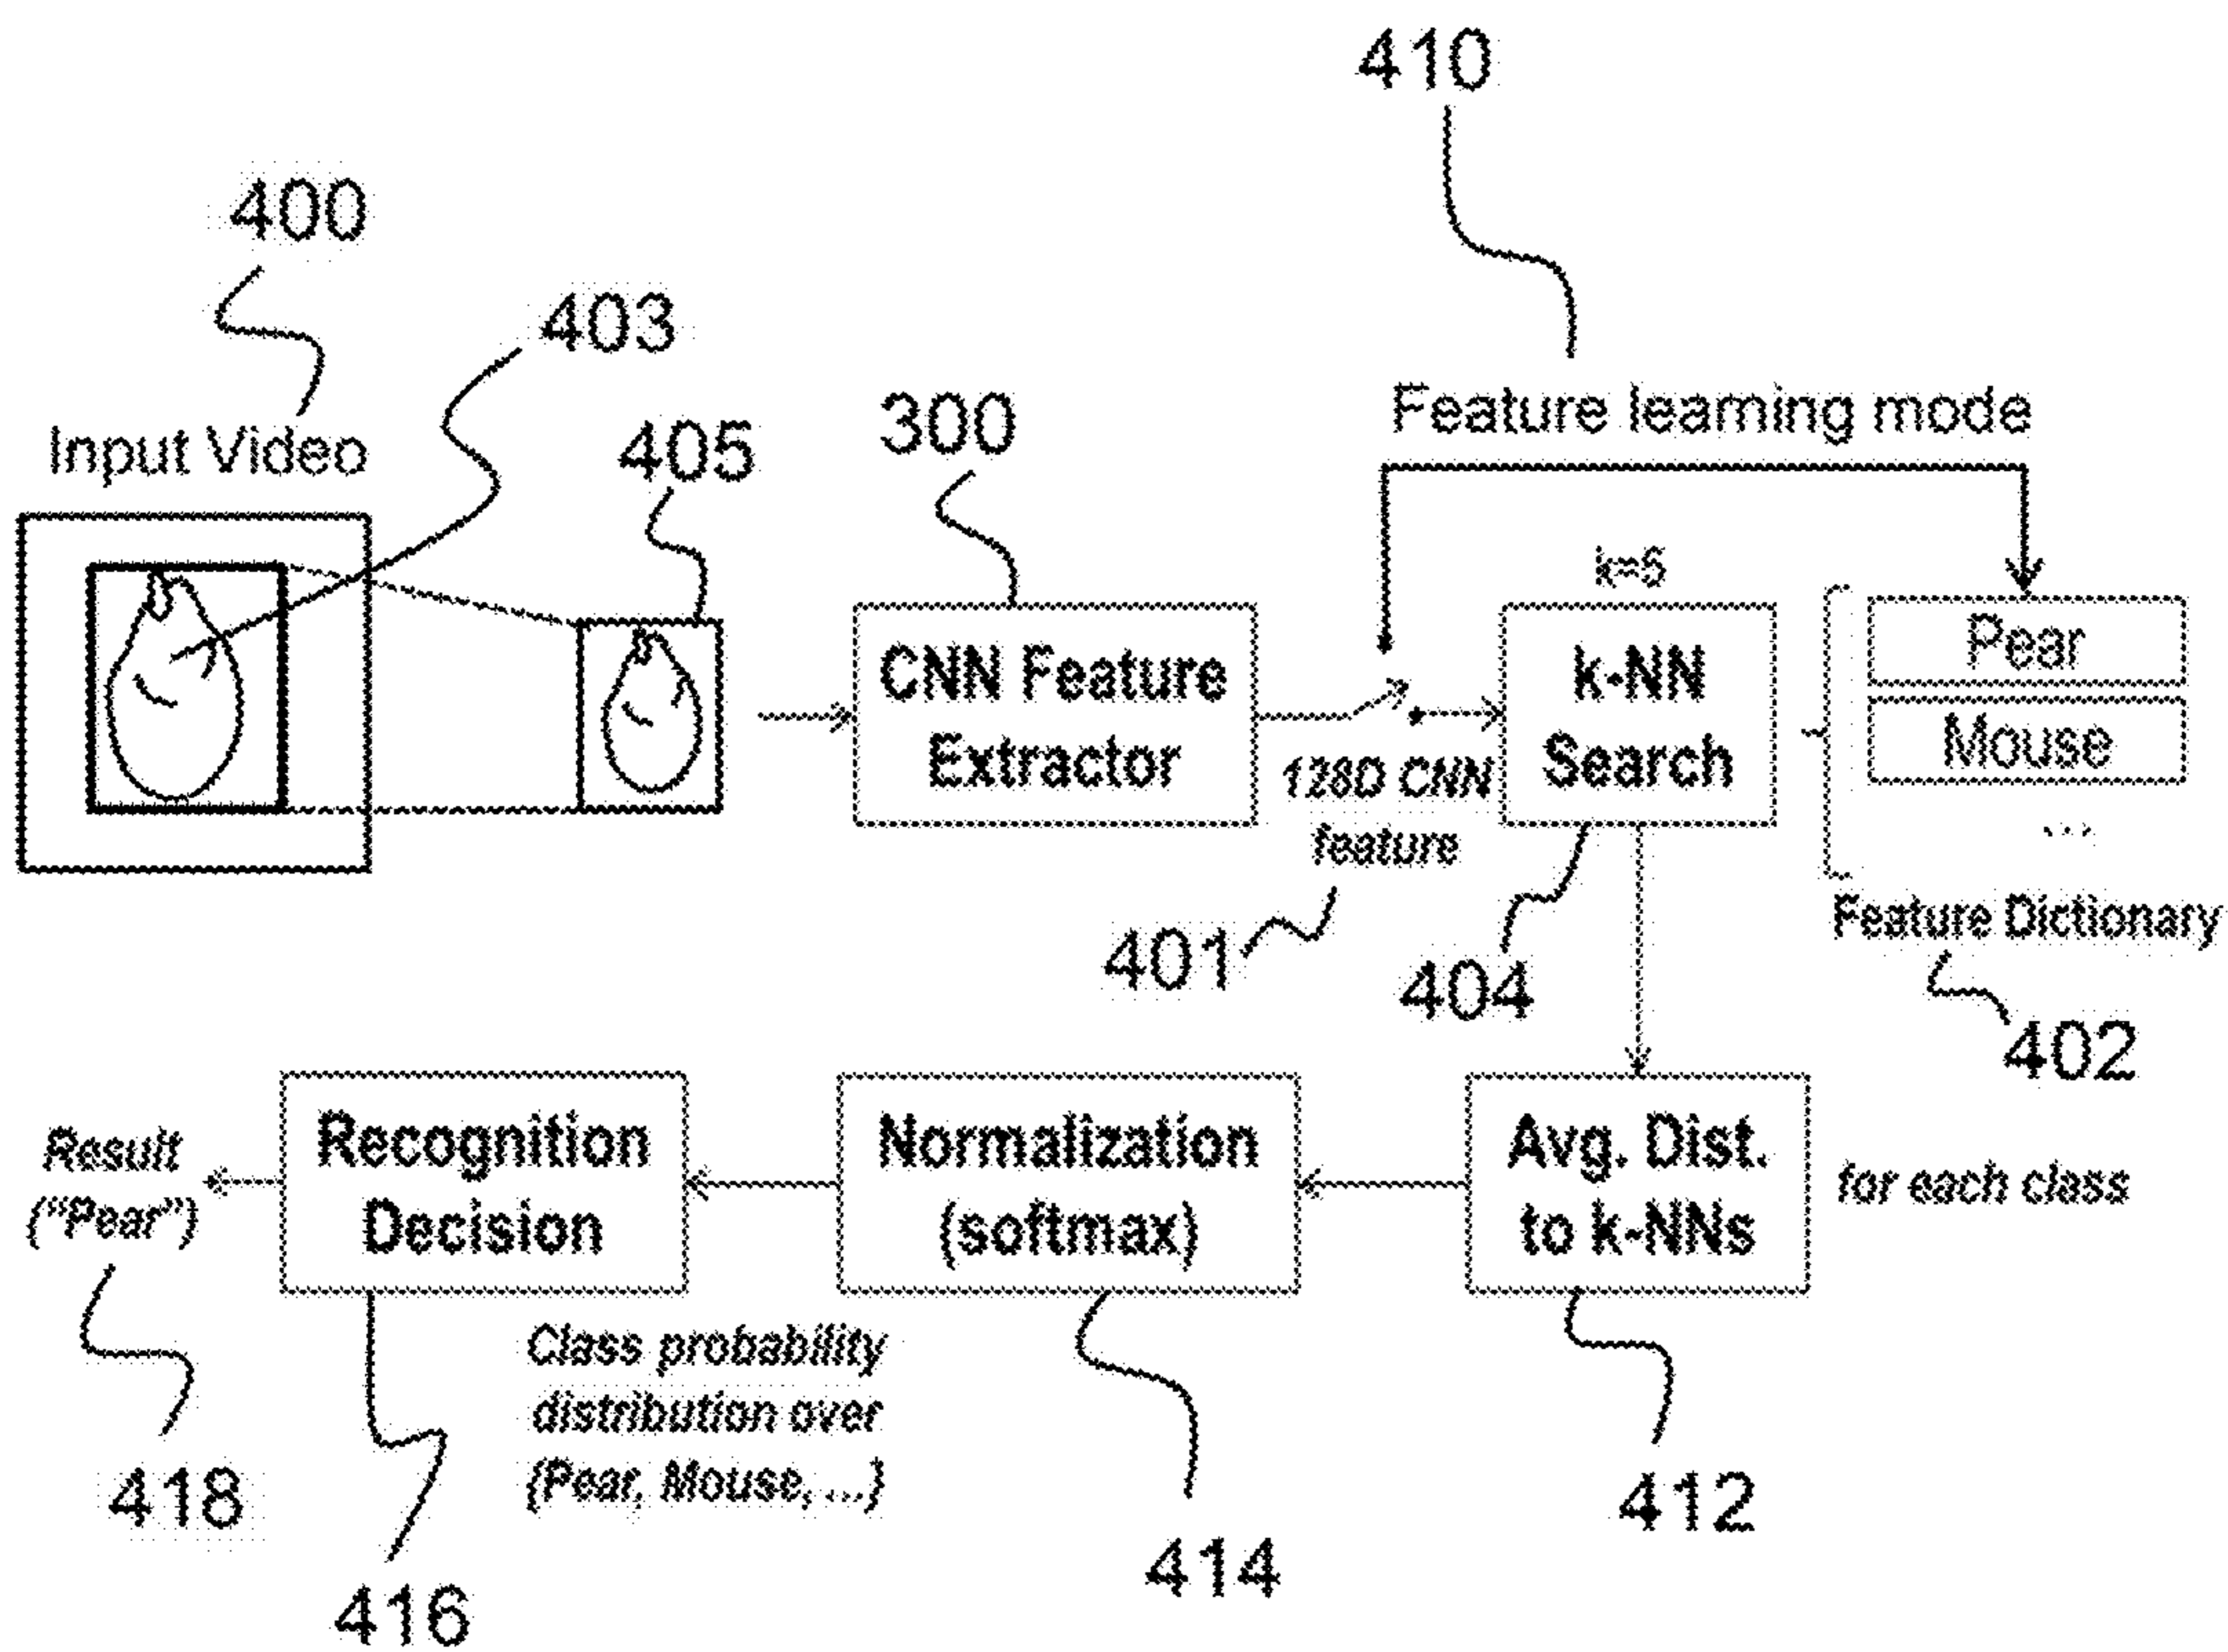 410
400
403
405
300
Input Video
Feature learning mode
k=5
CNN Feature
Extractor
128D CNN
feature
k-NN
Search
Pear
Mouse
...
Feature Dictionary
401
404
402
Result
("Pear")
Recognition
Decision
Normalization
(softmax)
Avg. Dist.
to k-NNs
for each class
Class probability
distribution over
{Pear, Mouse, ...}
418
416
414
412